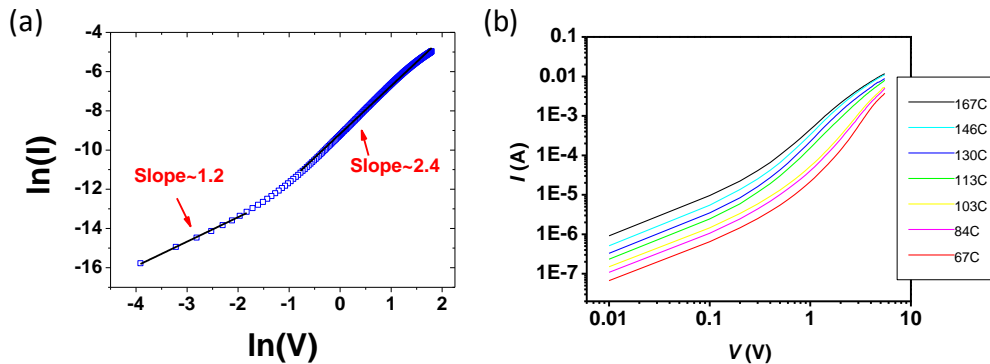 (a)
-4
-6
-8
-10
-12
-14
-16
ln(I)
Slope~1.2
Slope~2.4
-4 -3 -2 -1 0 1 2
ln(V)
(b)
0.1
0.01
1E-3
1E-4
1E-5
1E-6
1E-7
I (A)
0.01 0.1 1 10
V (V)
167C
146C
130C
113C
103C
84C
67C